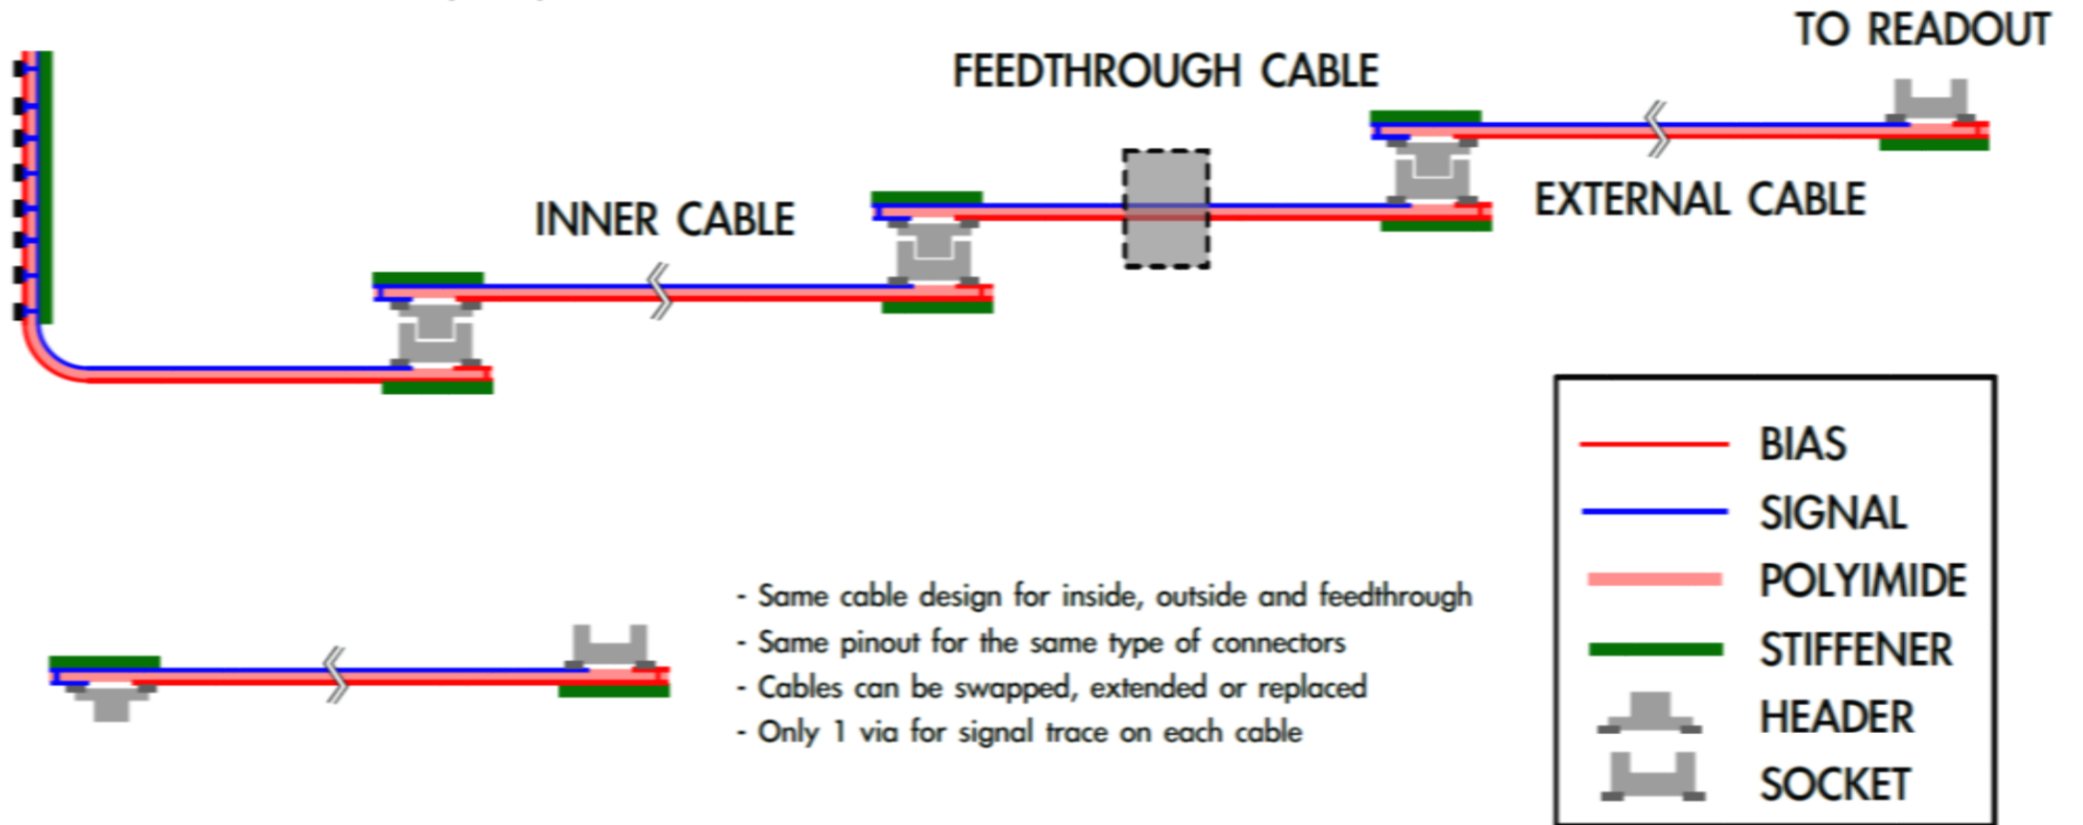 TO READOUT
FEEDTHROUGH CABLE
INNER CABLE
EXTERNAL CABLE
BIAS
SIGNAL
POLYIMIDE
STIFFENER
HEADER
SOCKET
- Same cable design for inside, outside and feedthrough
- Same pinout for the same type of connectors
- Cables can be swapped, extended or replaced
- Only 1 via for signal trace on each cable